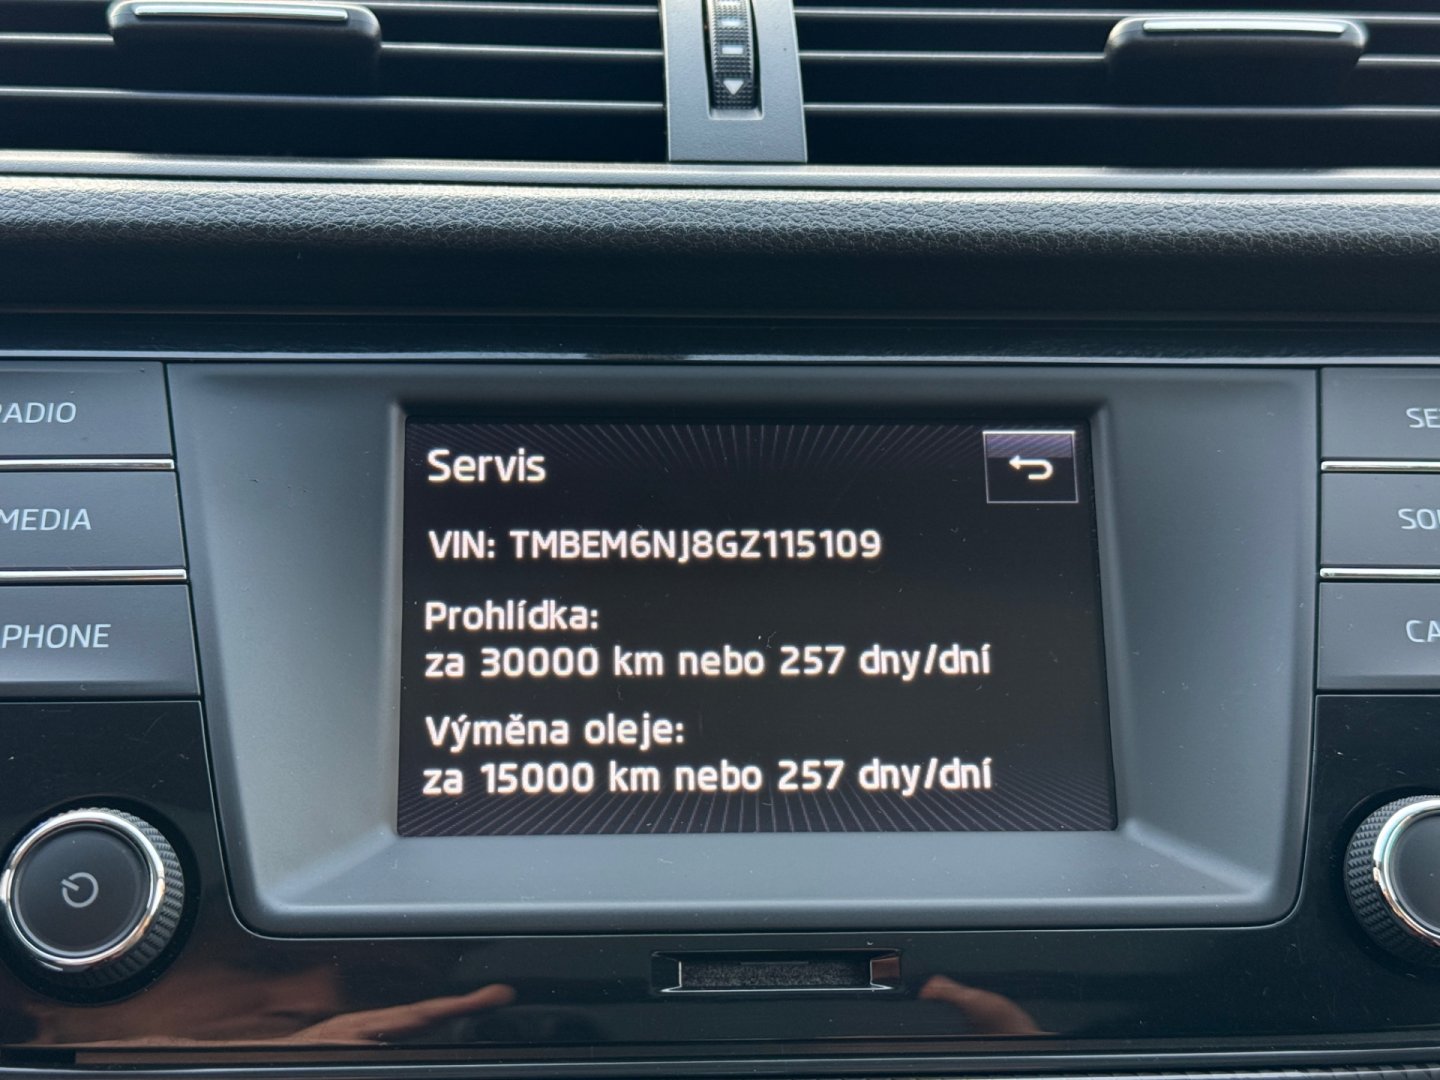 Servis
VIN: TMBEM6NJ8GZ115109
Prohlídka:
za 30000 km nebo 257 dny/dní
Výměna oleje:
za 15000 km nebo 257 dny/dní
RADIO
MEDIA
PHONE